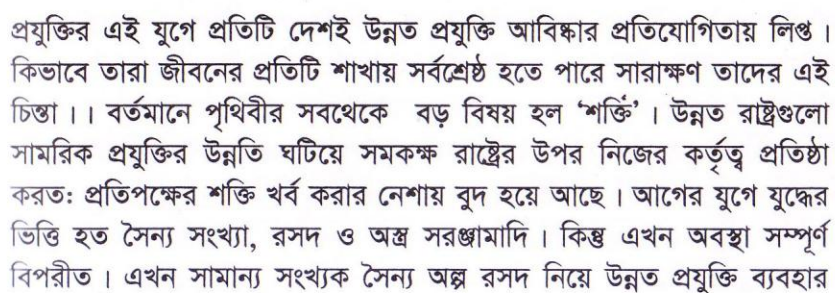 প্রযুক্তির এই যুগে প্রতিটি দেশই উন্নত প্রযুক্তি আবিষ্কার প্রতিযোগিতায় লিপ্ত ।
কিভাবে তারা জীবনের প্রতিটি শাখায় সর্বশ্রেষ্ঠ হতে পারে সারাক্ষণ তাদের এই
চিন্তা । । বর্তমানে পৃথিবীর সবথেকে বড় বিষয় হল ‘শক্তি’ । উন্নত রাষ্ট্রগুলো
সামরিক প্রযুক্তির উন্নতি ঘটিয়ে সমকক্ষ রাষ্ট্রের উপর নিজের কর্তৃত্ব প্রতিষ্ঠা
করত: প্রতিপক্ষের শক্তি খর্ব করার নেশায় বুদ হয়ে আছে । আগের যুগে যুদ্ধের
ভিত্তি হত সৈন্য সংখ্যা, রসদ ও অস্ত্র সরঞ্জামাদি । কিন্তু এখন অবস্থা সম্পূর্ণ
বিপরীত । এখন সামান্য সংখ্যক সৈন্য অল্প রসদ নিয়ে উন্নত প্রযুক্তি ব্যবহার